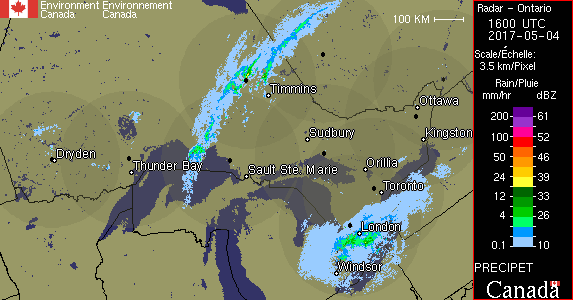 Environment Environnement
Canada Canada
100 KM
Timmins
Ottawa
Sudbury
Kingston
Dryden
Thunder Bay
Sault Ste. Marie
Orillia
Toronto
London
Windsor
Radar - Ontario
1600 UTC
2017-05-04
Scale/Échelle:
3.5 km/Pixel
Rain/Pluie
mm/hr dBZ
200 61
100 52
50 46
24 39
12 33
4 26
0.1 10
PRECIPET
Canada